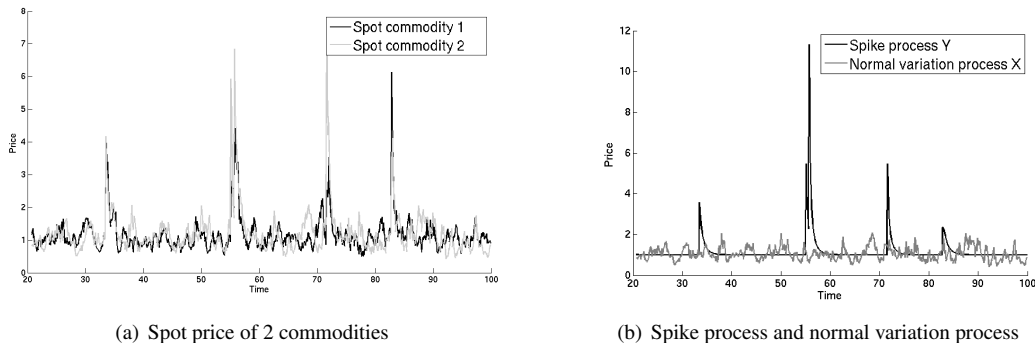 8
7
6
5
4
3
2
1
0
Price
20 30 40 50 60 70 80 90 100
Time
Spot commodity 1
Spot commodity 2
(a) Spot price of 2 commodities
12
10
8
6
4
2
0
Price
20 30 40 50 60 70 80 90 100
Time
Spike process Y
Normal variation process X
(b) Spike process and normal variation process